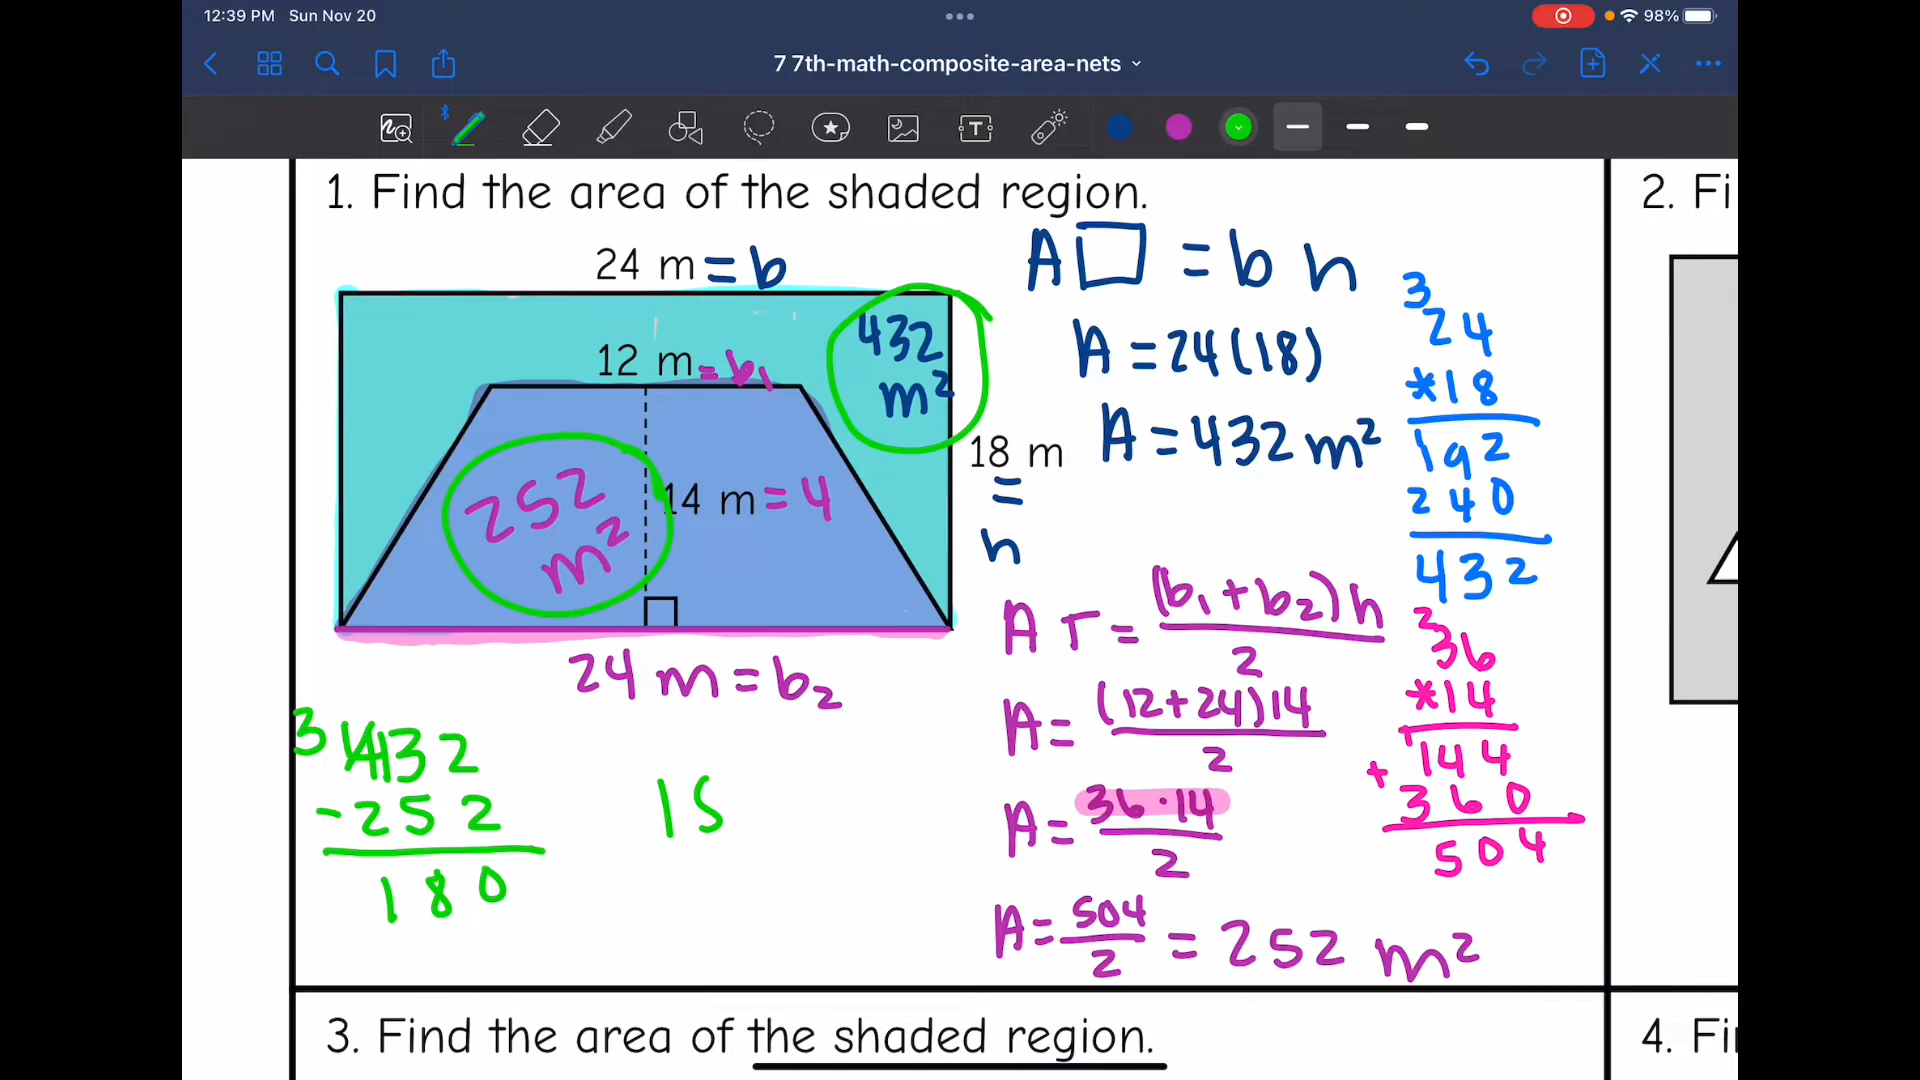 12:39 PM Sun Nov 20
98%
7 7th-math-composite-area-nets
1. Find the area of the shaded region.
2. Fi
24 m = b
A = b h
432
m²
12 m = b₁
A = 24(18)
3
24
*18
192
240
432
18 m
=
h
A = 432 m²
252
m²
14 m = 4
24 m = b₂
A T = (b₁ + b₂) h
2
A = (12 + 24) 14
2
A = 36 · 14
2
A = 504
2
= 252 m²
2
36
*14
144
+ 360
504
3 1
432
- 252
180
1S
3. Find the area of the shaded region.
4. Fi